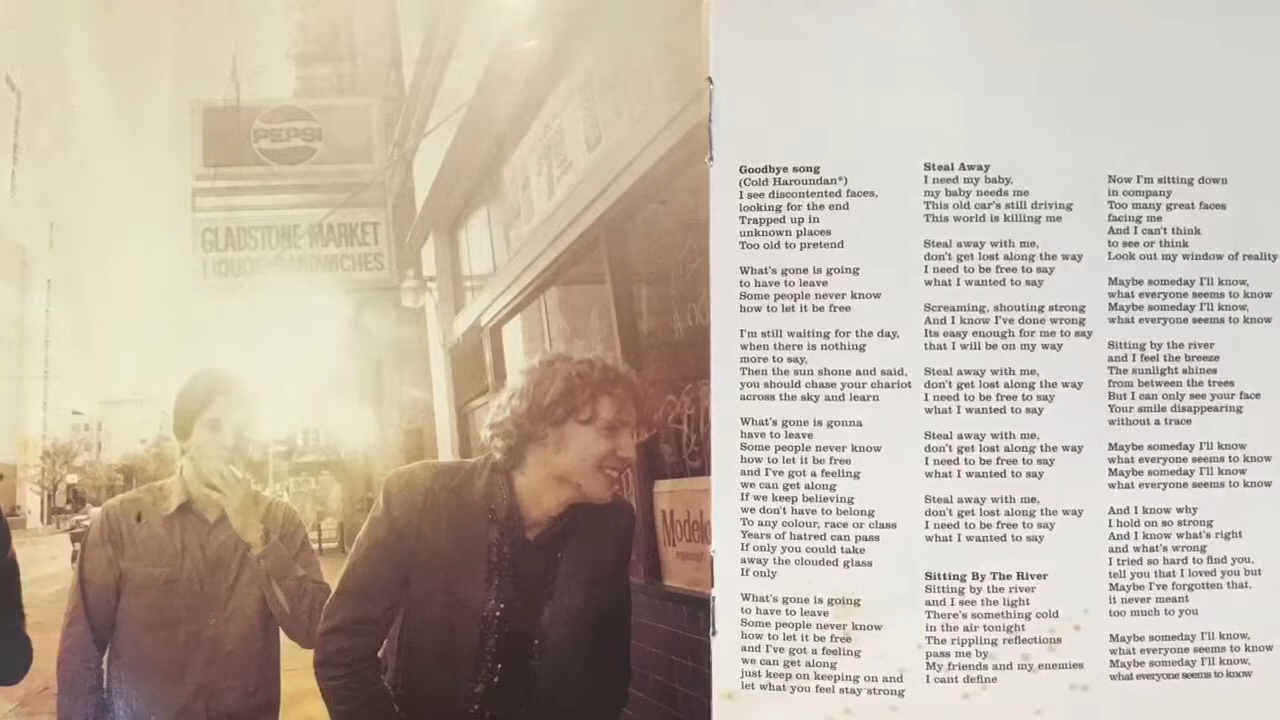 PEPSI
GLADSTONE MARKET
LIQUOR SANDWICHES
Modelo
especial
Goodbye song
(Cold Haroundan*)
I see discontented faces,
looking for the end
Trapped up in
unknown places
Too old to pretend
What's gone is going
to have to leave
Some people never know
how to let it be free
I'm still waiting for the day,
when there is nothing
more to say,
Then the sun shone and said,
you should chase your chariot
across the sky and learn
What's gone is gonna
have to leave
Some people never know
how to let it be free
and I've got a feeling
we can get along
If we keep believing
we don't have to belong
To any colour, race or class
Years of hatred can pass
If only you could take
away the clouded glass
If only
What's gone is going
to have to leave
Some people never know
how to let it be free
and I've got a feeling
we can get along
just keep on keeping on and
let what you feel stay strong
Steal Away
I need my baby,
my baby needs me
This old car's still driving
This world is killing me
Steal away with me,
don't get lost along the way
I need to be free to say
what I wanted to say
Screaming, shouting strong
And I know I've done wrong
Its easy enough for me to say
that I will be on my way
Steal away with me,
don't get lost along the way
I need to be free to say
what I wanted to say
Steal away with me,
don't get lost along the way
I need to be free to say
what I wanted to say
Steal away with me,
don't get lost along the way
I need to be free to say
what I wanted to say
Sitting By The River
Sitting by the river
and I see the light
There's something cold
in the air tonight
The rippling reflections
pass me by
My friends and my enemies
I cant define
Now I'm sitting down
in company
Too many great faces
facing me
And I can't think
to see or think
Look out my window of reality
Maybe someday I'll know,
what everyone seems to know
Maybe someday I'll know,
what everyone seems to know
Sitting by the river
and I feel the breeze
The sunlight shines
from between the trees
But I can only see your face
Your smile disappearing
without a trace
Maybe someday I'll know
what everyone seems to know
Maybe someday I'll know
what everyone seems to know
And I know why
I hold on so strong
And I know what's right
and what's wrong
I tried so hard to find you,
tell you that I loved you but
Maybe I've forgotten that,
it never meant
too much to you
Maybe someday I'll know,
what everyone seems to know
Maybe someday I'll know,
what everyone seems to know